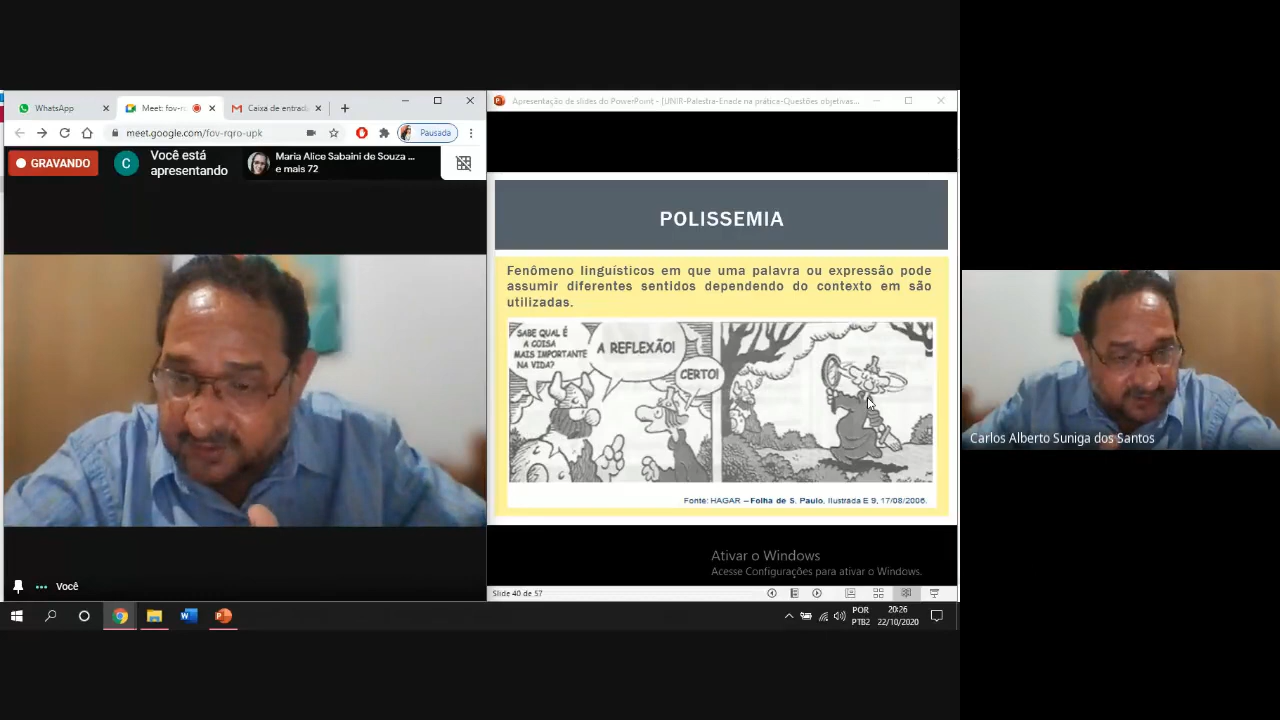 WhatsApp
Meet: fov-rq
Caixa de entrad
meet.google.com/fov-rqro-upk
Pausada
GRAVANDO
C
Você está
apresentando
Maria Alice Sabaini de Souza ...
e mais 72
Você
Apresentação de slides do PowerPoint - [UNIR-Palestra-Enade na prática-Questões objetivas...
POLISSEMIA
Fenômeno linguísticos em que uma palavra ou expressão pode
assumir diferentes sentidos dependendo do contexto em são
utilizadas.
SABE QUAL É
A COISA
MAIS IMPORTANTE
NA VIDA?
A REFLEXÃO!
CERTO!
Fonte: HAGAR – Folha de S. Paulo, Ilustrada E 9, 17/08/2006.
Ativar o Windows
Acesse Configurações para ativar o Windows.
Slide 40 de 57
POR
PTB2
20:26
22/10/2020
Carlos Alberto Suniga dos Santos